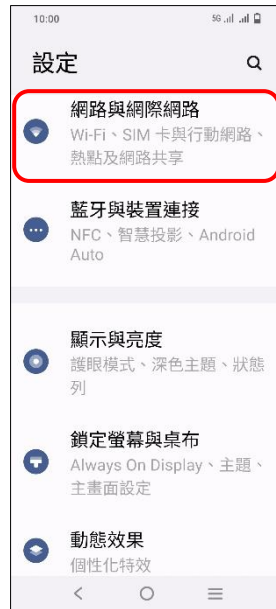 10:00
5G
設定
網路與網際網路
Wi-Fi、SIM 卡與行動網路、
熱點及網路共享
藍牙與裝置連接
NFC、智慧投影、Android
Auto
顯示與亮度
護眼模式、深色主題、狀態
列
鎖定螢幕與桌布
Always On Display、主題、
主畫面設定
動態效果
個性化特效